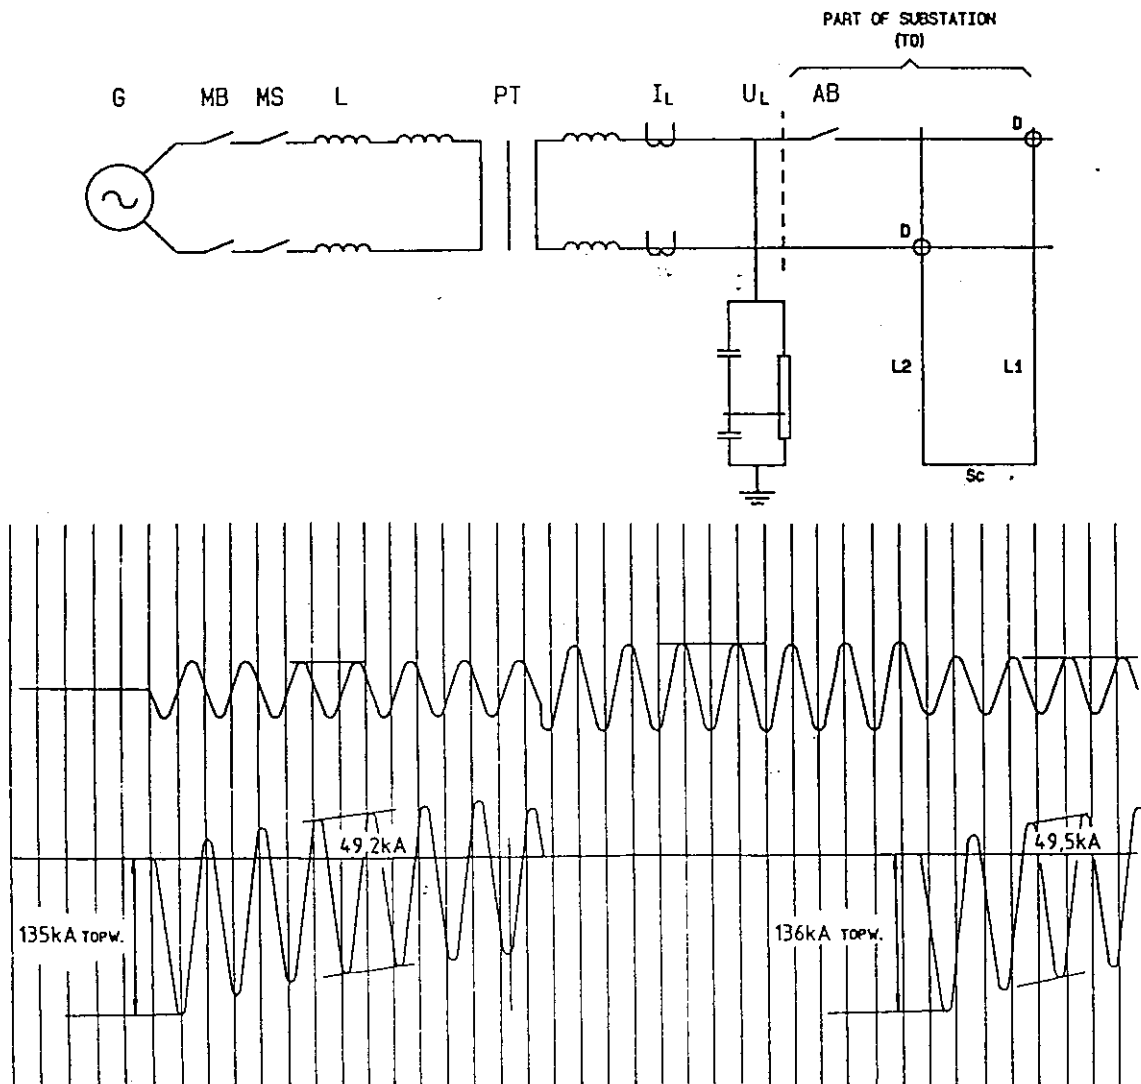 PART OF SUBSTATION
(TO)
G MB MS L PT IL UL AB
D
D
L2 L1
Sc
49,2kA
49,5kA
135kA TOPW.
136kA TOPW.